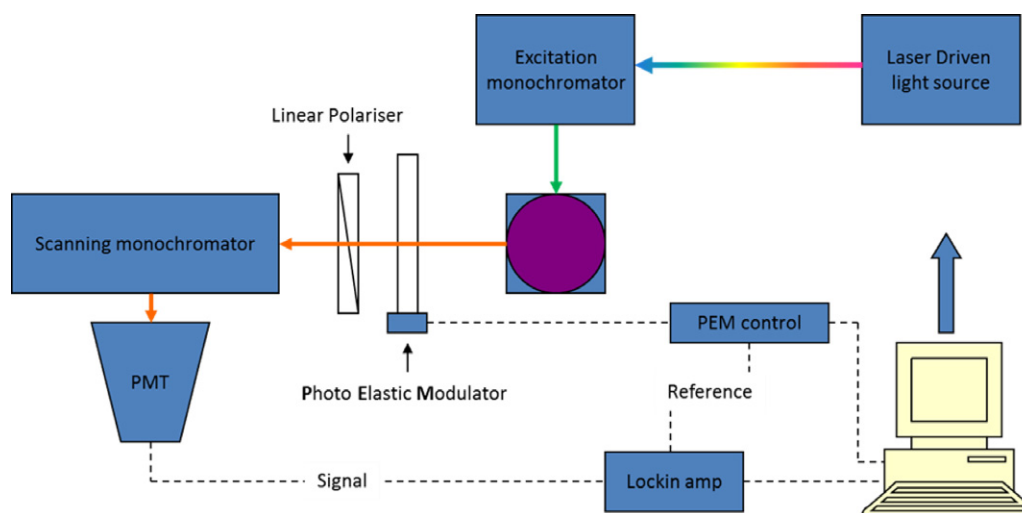 Excitation
monochromator
Laser Driven
light source
Linear Polariser
Scanning monochromator
PEM control
PMT
Photo Elastic Modulator
Reference
Signal
Lockin amp